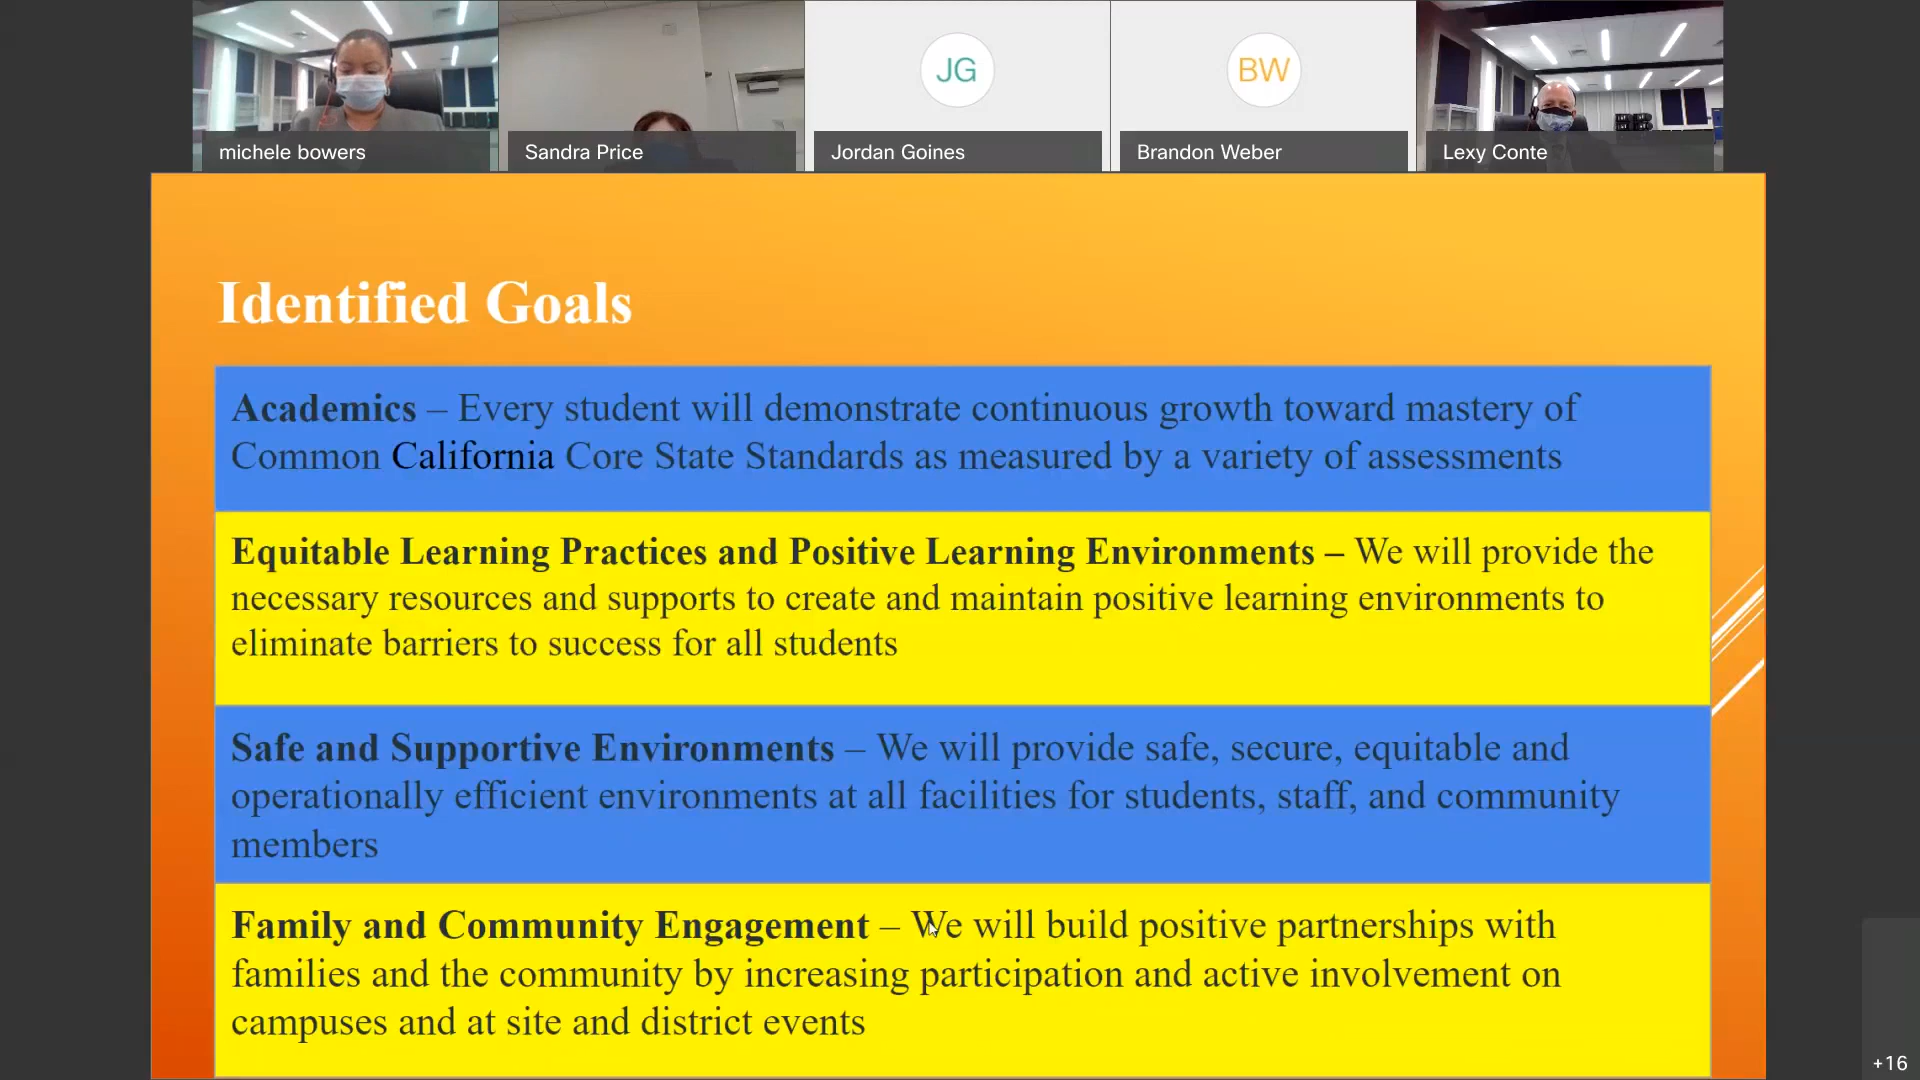 michele bowers
Sandra Price
JG
Jordan Goines
BW
Brandon Weber
Lexy Conte
Identified Goals
Academics – Every student will demonstrate continuous growth toward mastery of
Common California Core State Standards as measured by a variety of assessments
Equitable Learning Practices and Positive Learning Environments – We will provide the
necessary resources and supports to create and maintain positive learning environments to
eliminate barriers to success for all students
Safe and Supportive Environments – We will provide safe, secure, equitable and
operationally efficient environments at all facilities for students, staff, and community
members
Family and Community Engagement – We will build positive partnerships with
families and the community by increasing participation and active involvement on
campuses and at site and district events
+16